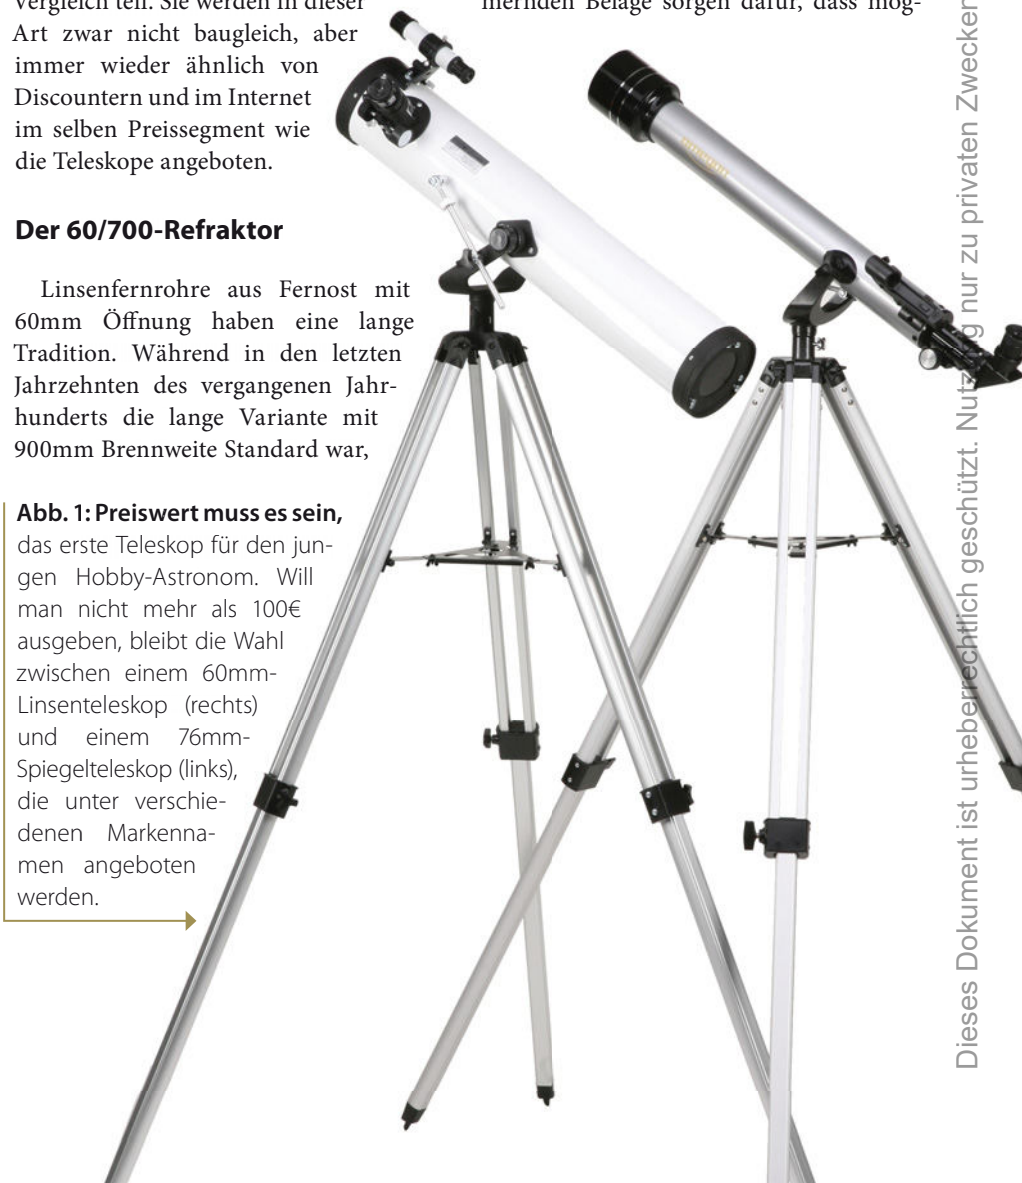 Vergleich teil. Sie werden in dieser
Art zwar nicht baugleich, aber
immer wieder ähnlich von
Discountern und im Internet
im selben Preissegment wie
die Teleskope angeboten.
Der 60/700-Refraktor
Linsenfernrohre aus Fernost mit
60mm Öffnung haben eine lange
Tradition. Während in den letzten
Jahrzehnten des vergangenen Jahr-
hunderts die lange Variante mit
900mm Brennweite Standard war,
Abb. 1: Preiswert muss es sein,
das erste Teleskop für den jun-
gen Hobby-Astronom. Will
man nicht mehr als 100€
ausgeben, bleibt die Wahl
zwischen einem 60mm-
Linsenteleskop (rechts)
und einem 76mm-
Spiegelteleskop (links),
die unter verschie-
denen Markenna-
men angeboten
werden.
mernden Beläge sorgen dafür, dass mög-
omegon
Dieses Dokument ist urheberrechtlich geschützt. Nutzung nur zu privaten Zwecken